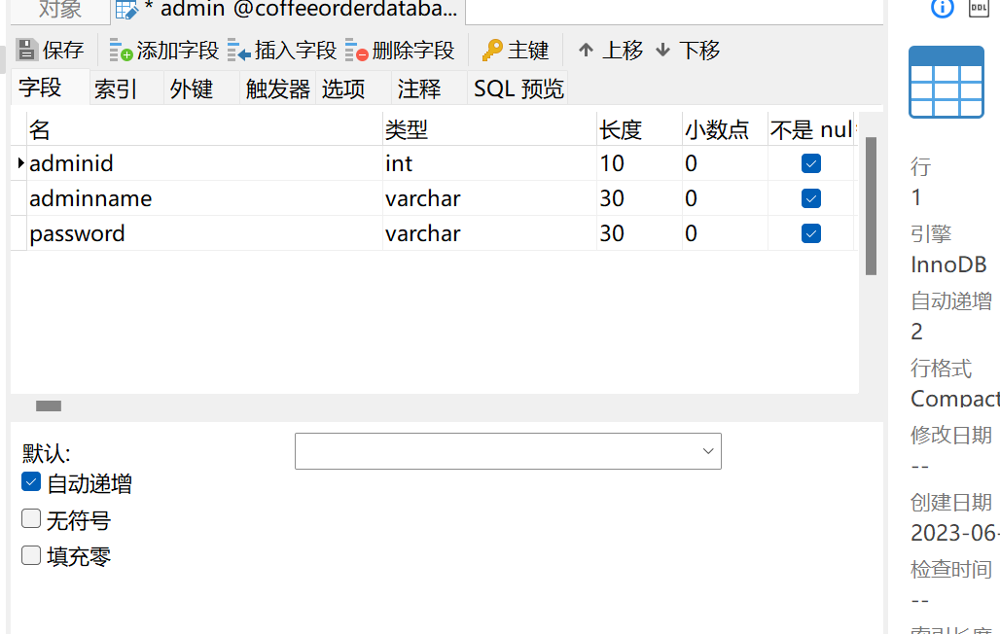 对象
* admin @coffeeorderdataba...
保存 添加字段 插入字段 删除字段 主键 上移 下移
字段 索引 外键 触发器 选项 注释 SQL 预览
名 类型 长度 小数点 不是 nul
adminid int 10 0
adminname varchar 30 0
password varchar 30 0
默认:
自动递增
无符号
填充零
DDL
行
1
引擎
InnoDB
自动递增
2
行格式
Compact
修改日期
--
创建日期
2023-06-
检查时间
--
索引长度